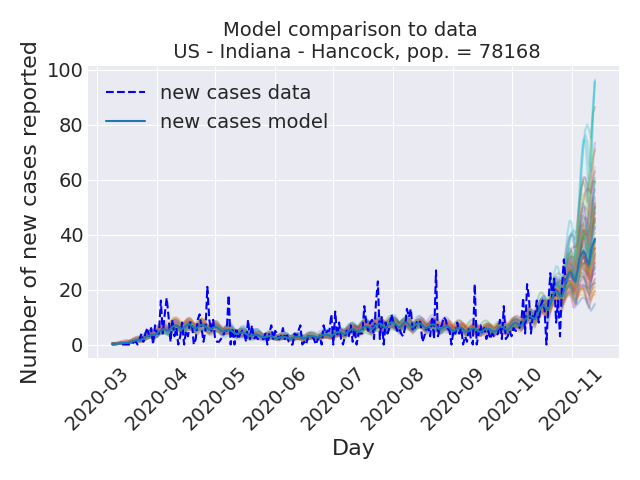 Model comparison to data
US - Indiana - Hancock, pop. = 78168
Number of new cases reported
100
80
60
40
20
0
new cases data
new cases model
2020-03
2020-04
2020-05
2020-06
2020-07
2020-08
2020-09
2020-10
2020-11
Day